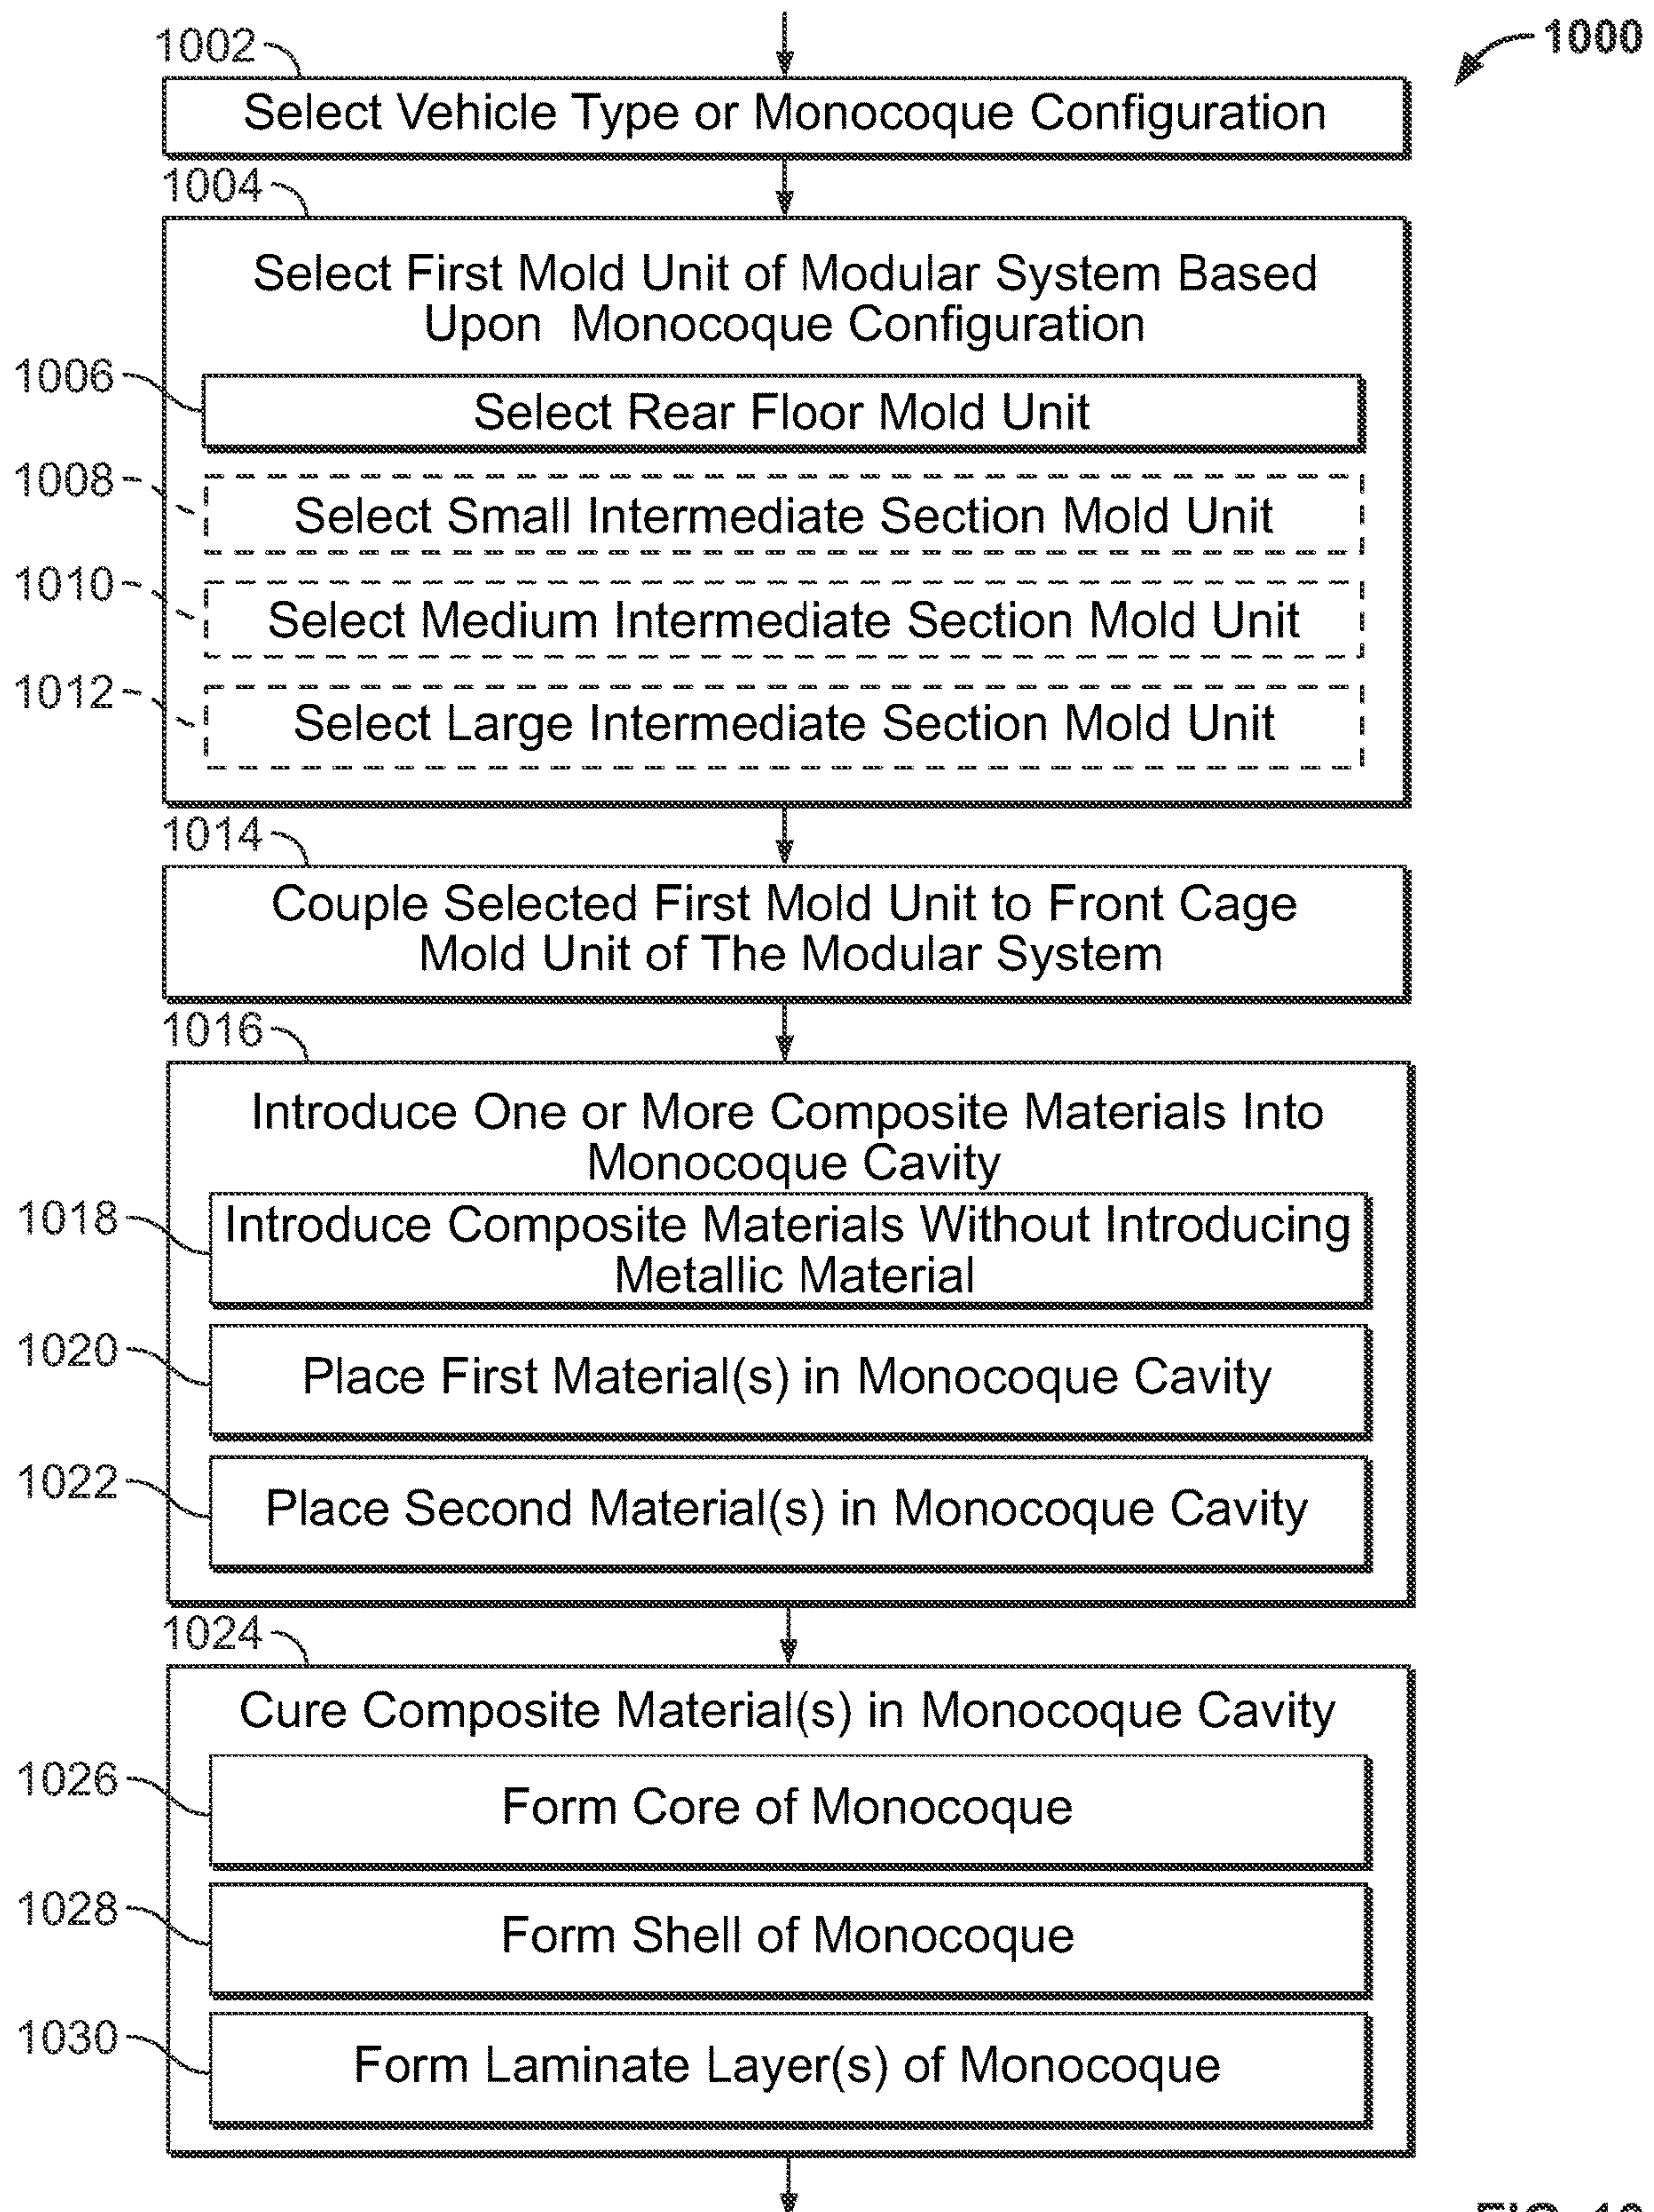 1000
1002
Select Vehicle Type or Monocoque Configuration
1004
Select First Mold Unit of Modular System Based
Upon Monocoque Configuration
1006
Select Rear Floor Mold Unit
1008
Select Small Intermediate Section Mold Unit
1010
Select Medium Intermediate Section Mold Unit
1012
Select Large Intermediate Section Mold Unit
1014
Couple Selected First Mold Unit to Front Cage
Mold Unit of The Modular System
1016
Introduce One or More Composite Materials Into
Monocoque Cavity
1018
Introduce Composite Materials Without Introducing
Metallic Material
1020
Place First Material(s) in Monocoque Cavity
1022
Place Second Material(s) in Monocoque Cavity
1024
Cure Composite Material(s) in Monocoque Cavity
1026
Form Core of Monocoque
1028
Form Shell of Monocoque
1030
Form Laminate Layer(s) of Monocoque